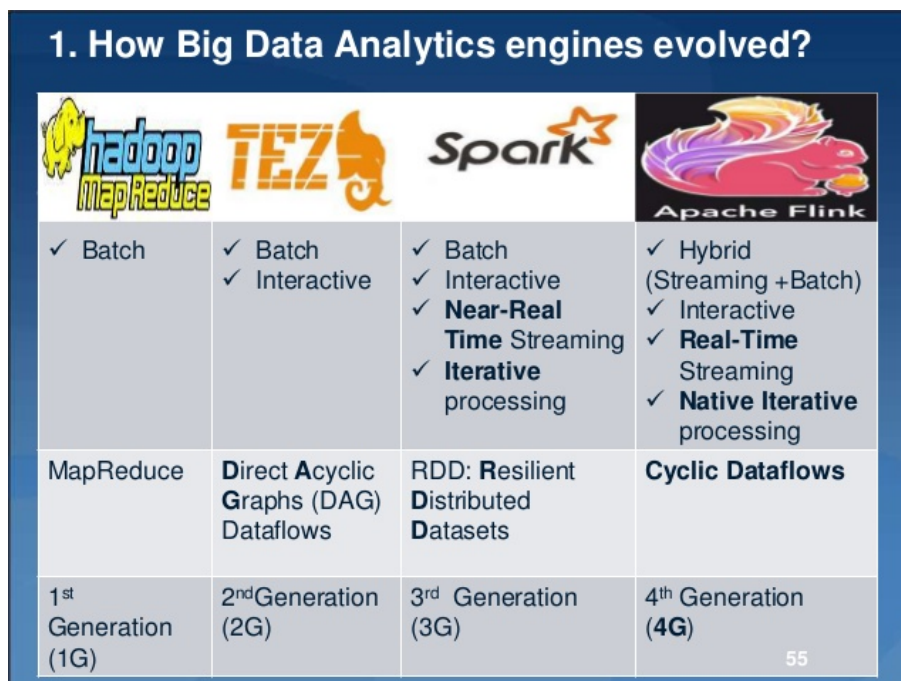 1. How Big Data Analytics engines evolved?
hadoop
Map Reduce
TEZ
Spark
Apache Flink
✓ Batch
✓ Batch
✓ Interactive
✓ Batch
✓ Interactive
✓ Near-Real
Time Streaming
✓ Iterative
processing
✓ Hybrid
(Streaming +Batch)
✓ Interactive
✓ Real-Time
Streaming
✓ Native Iterative
processing
MapReduce
Direct Acyclic
Graphs (DAG)
Dataflows
RDD: Resilient
Distributed
Datasets
Cyclic Dataflows
1st
Generation
(1G)
2ndGeneration
(2G)
3rd Generation
(3G)
4th Generation
(4G)
55